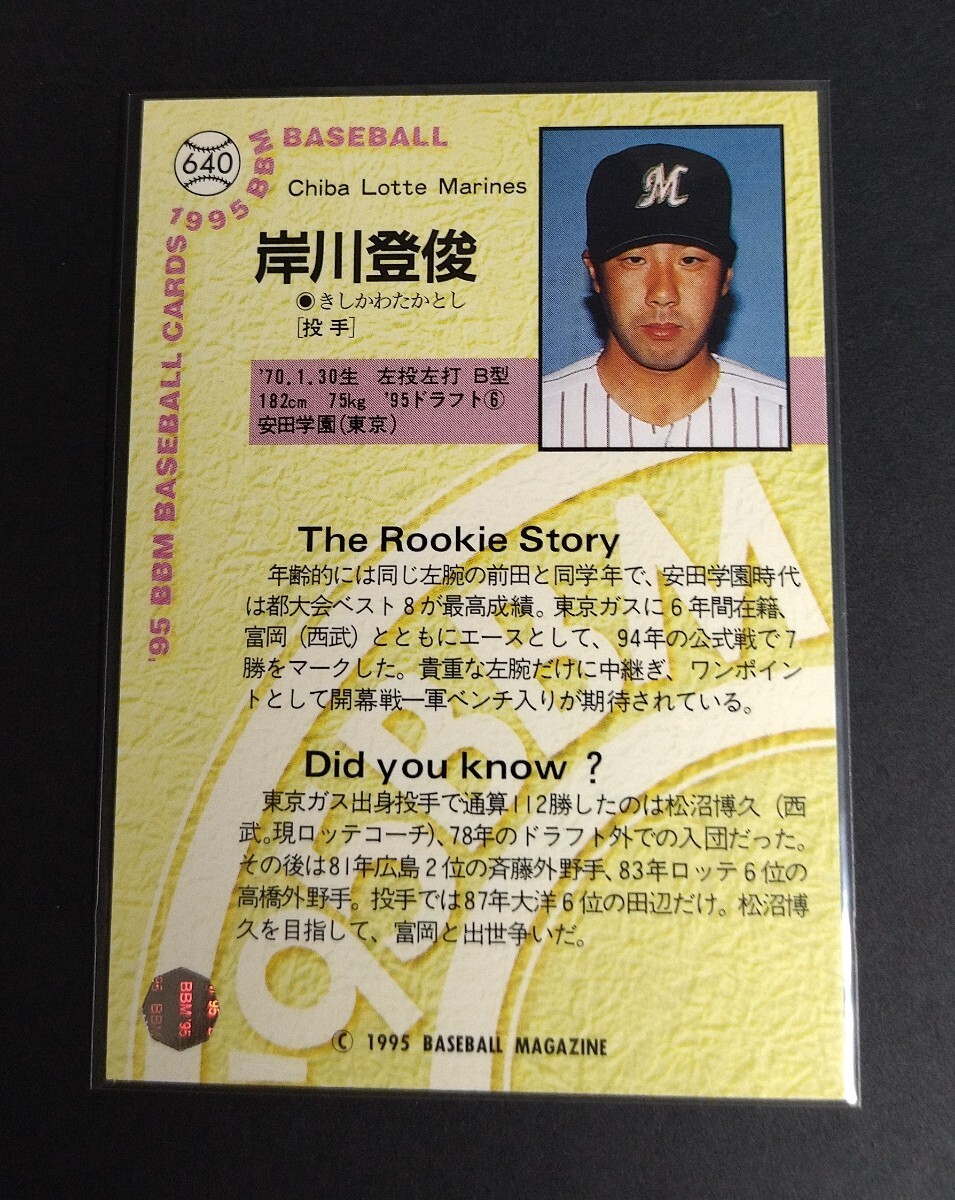 640
'95 BBM BASEBALL CARDS 1995 BBM BASEBALL
Chiba Lotte Marines
岸川登俊
◉きしかわたかとし
[投手]
'70.1.30生 左投左打 B型
182cm 75kg '95ドラフト⑥
安田学園(東京)
M
The Rookie Story
年齢的には同じ左腕の前田と同学年で、安田学園時代
は都大会ベスト8が最高成績。東京ガスに6年間在籍、
富岡(西武)とともにエースとして、94年の公式戦で7
勝をマークした。貴重な左腕だけに中継ぎ、ワンポイン
トとして開幕戦一軍ベンチ入りが期待されている。
Did you know ?
東京ガス出身投手で通算112勝したのは松沼博久(西
武。現ロッテコーチ)、78年のドラフト外での入団だった。
その後は81年広島2位の斉藤外野手、83年ロッテ6位の
高橋外野手。投手では87年大洋6位の田辺だけ。松沼博
久を目指して、富岡と出世争いだ。
BBM '95
© 1995 BASEBALL MAGAZINE